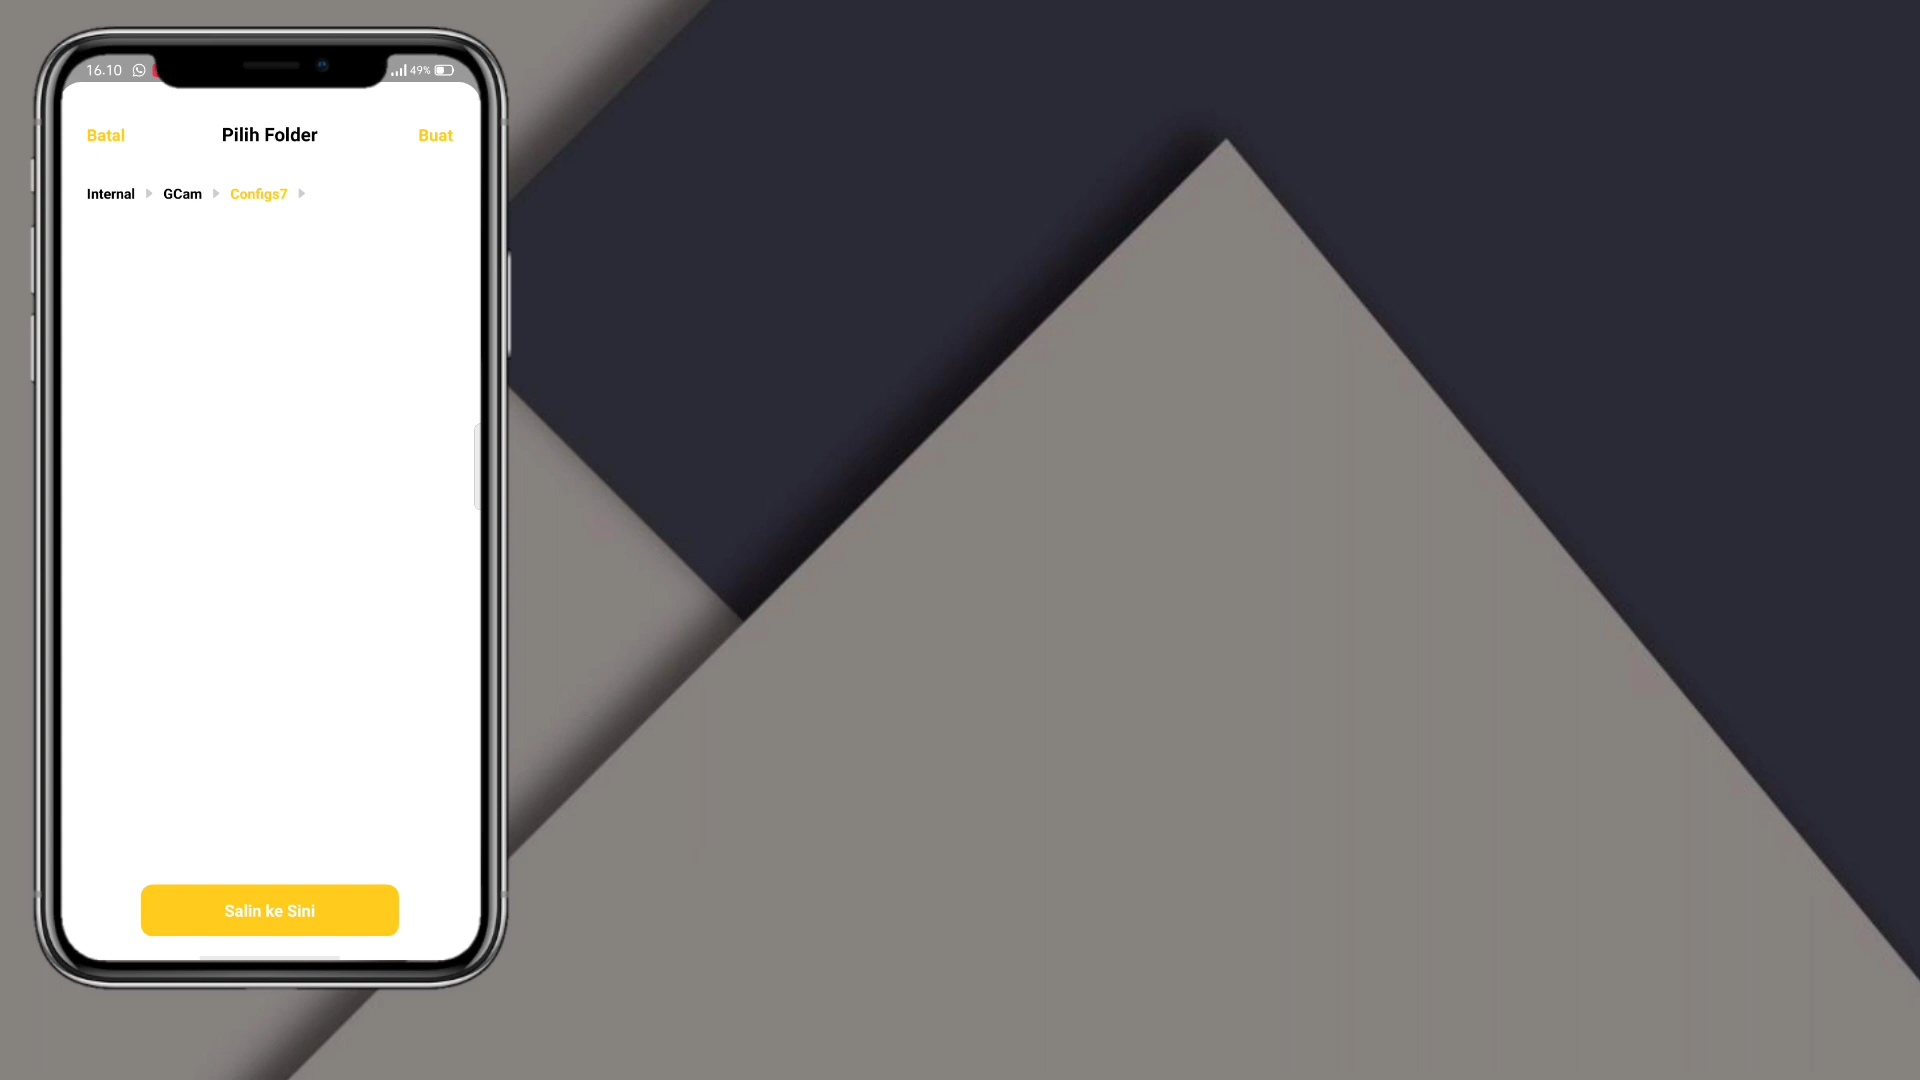 16.10 49%
Batal Pilih Folder Buat
Internal GCam Configs7
Salin ke Sini